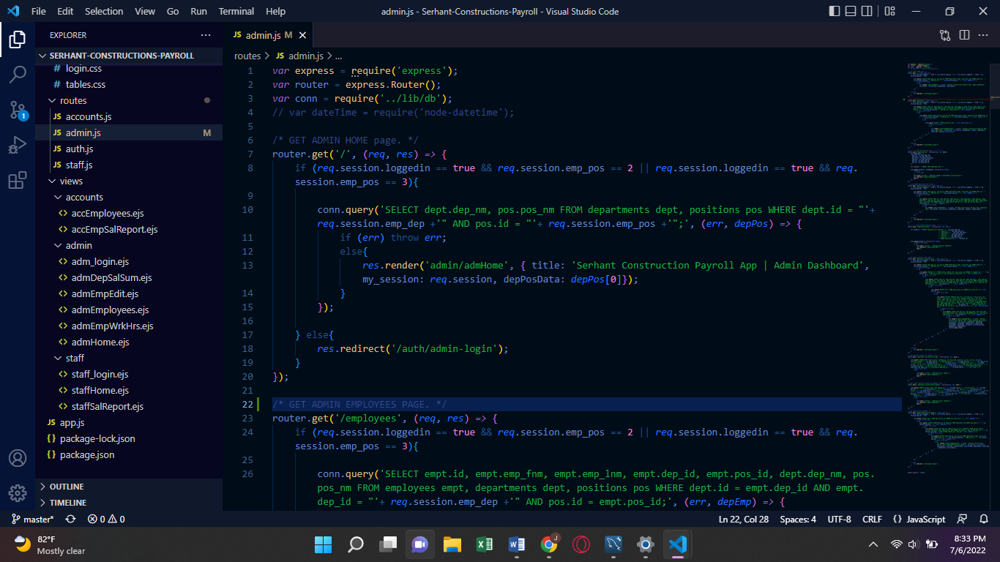 File Edit Selection View Go Run Terminal Help admin.js - Serhant-Constructions-Payroll - Visual Studio Code
EXPLORER
SERHANT-CONSTRUCTIONS-PAYROLL
# login.css
# tables.css
routes
JS accounts.js
JS admin.js M
JS auth.js
JS staff.js
views
accounts
<> accEmployees.ejs
<> accEmpSalReport.ejs
admin
<> adm_login.ejs
<> admDepSalSum.ejs
<> admEmpEdit.ejs
<> admEmployees.ejs
<> admEmpWrkHrs.ejs
<> admHome.ejs
staff
<> staff_login.ejs
<> staffHome.ejs
<> staffSalReport.ejs
JS app.js
{} package-lock.json
{} package.json
OUTLINE
TIMELINE
1
JS admin.js M
routes > JS admin.js > ...
1 var express = require('express');
2 var router = express.Router();
3 var conn = require('../lib/db');
4 // var dateTime = require('node-datetime');
5
6 /* GET ADMIN HOME page. */
7 router.get('/', (req, res) => {
8 if (req.session.loggedin == true && req.session.emp_pos == 2 || req.session.loggedin == true && req.
session.emp_pos == 3){
9
10 conn.query('SELECT dept.dep_nm, pos.pos_nm FROM departments dept, positions pos WHERE dept.id = "'+
req.session.emp_dep +'" AND pos.id = "'+ req.session.emp_pos +'";', (err, depPos) => {
11 if (err) throw err;
12 else{
13 res.render('admin/admHome', { title: 'Serhant Construction Payroll App | Admin Dashboard',
my_session: req.session, depPosData: depPos[0]});
14 }
15 });
16
17 } else{
18 res.redirect('/auth/admin-login');
19 }
20 });
21
22 /* GET ADMIN EMPLOYEES PAGE. */
23 router.get('/employees', (req, res) => {
24 if (req.session.loggedin == true && req.session.emp_pos == 2 || req.session.loggedin == true && req.
session.emp_pos == 3){
25
26 conn.query('SELECT empt.id, empt.emp_fnm, empt.emp_lnm, empt.dep_id, empt.pos_id, dept.dep_nm, pos.
pos_nm FROM employees empt, departments dept, positions pos WHERE dept.id = empt.dep_id AND empt.
dep_id = "'+ req.session.emp_dep +'" AND pos.id = empt.pos_id;', (err, depEmp) => {
master* 0 0 Ln 22, Col 28 Spaces: 4 UTF-8 CRLF {} JavaScript
82°F
Mostly clear
8:33 PM
7/6/2022